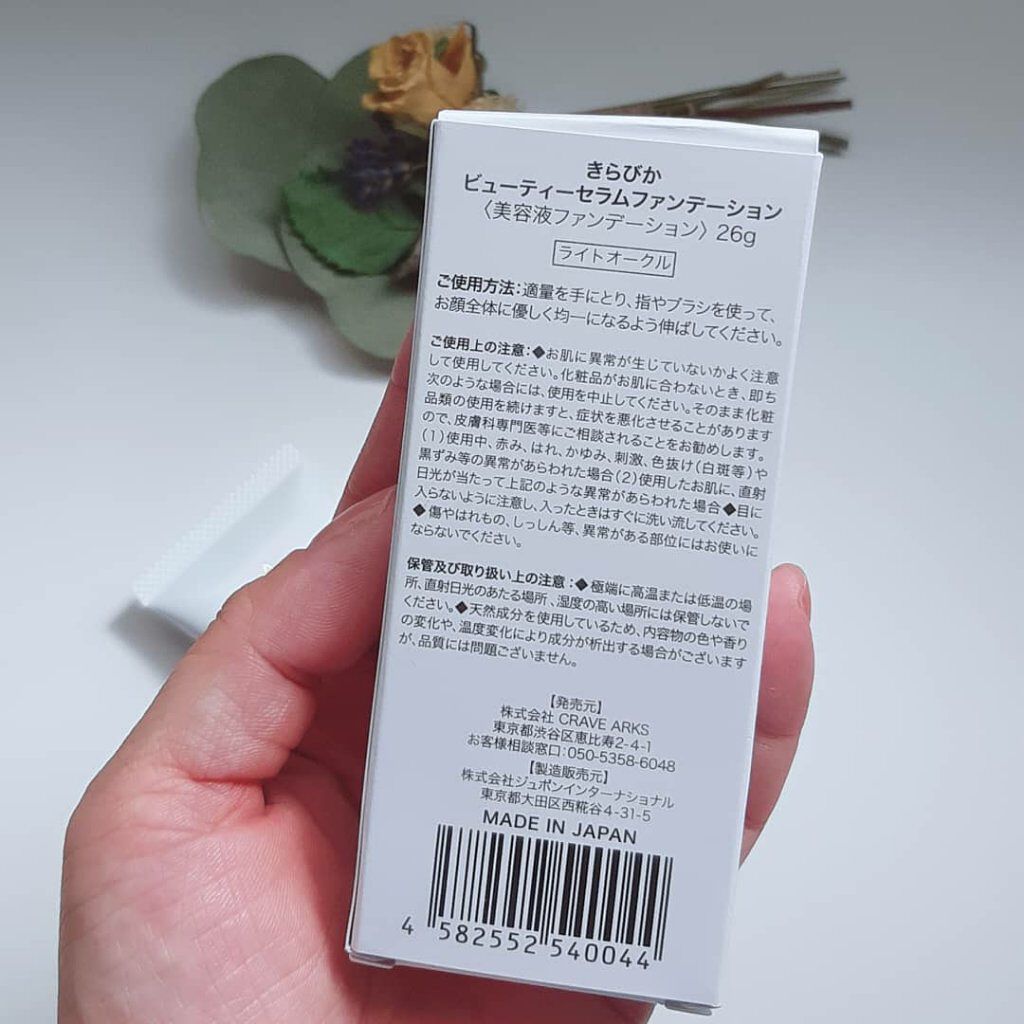 きらびか
ビューティーセラムファンデーション
〈美容液ファンデーション〉 26g
ライトオークル
ご使用方法:適量を手にとり、指やブラシを使って、
お顔全体に優しく均一になるよう伸ばしてください。
ご使用上の注意:◆お肌に異常が生じていないかよく注意
して使用してください。化粧品がお肌に合わないとき、即ち
次のような場合には、使用を中止してください。そのまま化粧
品類の使用を続けますと、症状を悪化させることがあります
ので、皮膚科専門医等にご相談されることをお勧めします。
(1)使用中、赤み、はれ、かゆみ、刺激、色抜け(白斑等)や
黒ずみ等の異常があらわれた場合(2)使用したお肌に、直射
日光が当たって上記のような異常があらわれた場合◆目に
入らないように注意し、入ったときはすぐに洗い流してください。
◆傷やはれもの、しっしん等、異常がある部位にはお使いに
ならないでください。
保管及び取り扱い上の注意:◆極端に高温または低温の場
所、直射日光のあたる場所、湿度の高い場所には保管しないで
ください。◆天然成分を使用しているため、内容物の色や香り
の変化や、温度変化により成分が析出する場合がございます
が、品質には問題ございません。
【発売元】
株式会社 CRAVE ARKS
東京都渋谷区恵比寿2-4-1
お客様相談窓口:050-5358-6048
【製造販売元】
株式会社ジュポンインターナショナル
東京都大田区西糀谷4-31-5
MADE IN JAPAN
4 582552 540044